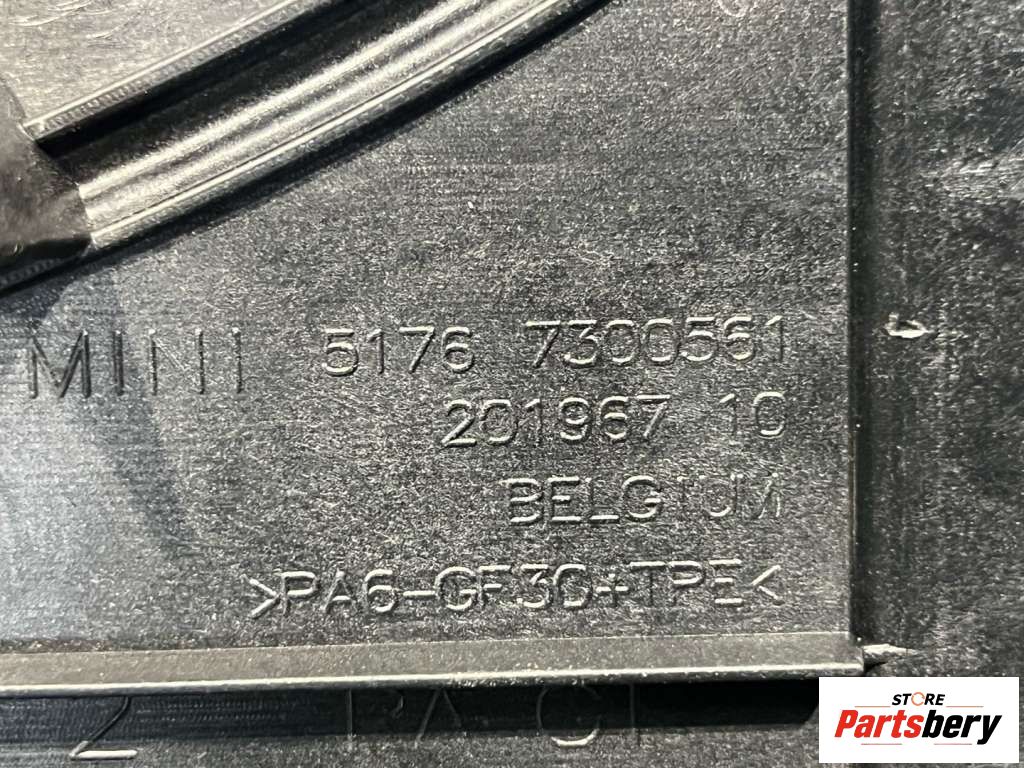 MINI 5176 7300561
201967 10
BELGIUM
>PA6-GF30+TPE<
STORE
Partsbery